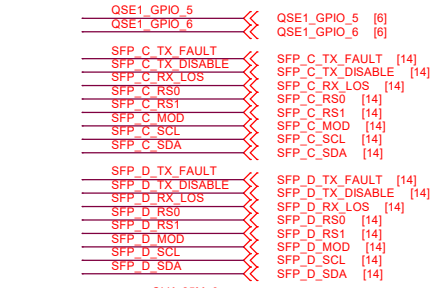 QSE1_GPIO_5 QSE1_GPIO_5 [6]
QSE1_GPIO_6 QSE1_GPIO_6 [6]
SFP_C_TX_FAULT SFP_C_TX_FAULT [14]
SFP_C_TX_DISABLE SFP_C_TX_DISABLE [14]
SFP_C_RX_LOS SFP_C_RX_LOS [14]
SFP_C_RS0 SFP_C_RS0 [14]
SFP_C_RS1 SFP_C_RS1 [14]
SFP_C_MOD SFP_C_MOD [14]
SFP_C_SCL SFP_C_SCL [14]
SFP_C_SDA SFP_C_SDA [14]
SFP_D_TX_FAULT SFP_D_TX_FAULT [14]
SFP_D_TX_DISABLE SFP_D_TX_DISABLE [14]
SFP_D_RX_LOS SFP_D_RX_LOS [14]
SFP_D_RS0 SFP_D_RS0 [14]
SFP_D_RS1 SFP_D_RS1 [14]
SFP_D_MOD SFP_D_MOD [14]
SFP_D_SCL SFP_D_SCL [14]
SFP_D_SDA SFP_D_SDA [14]